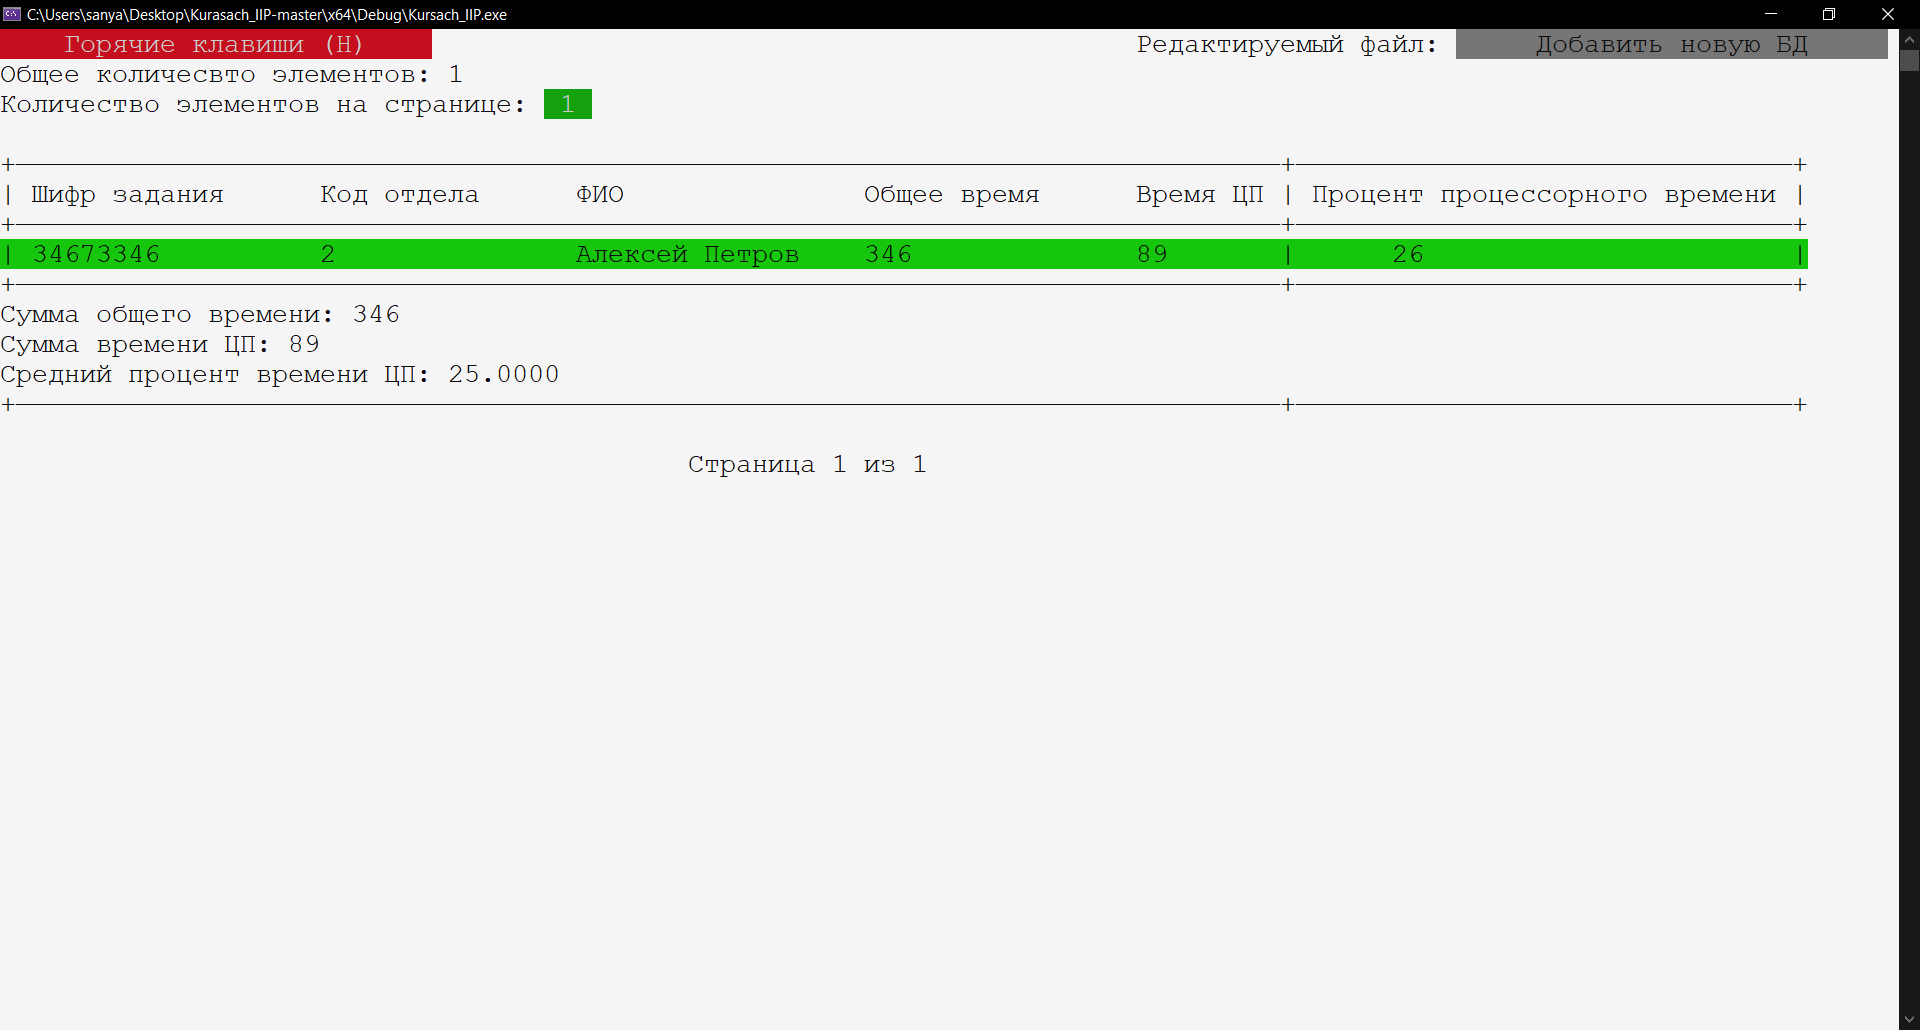 C:\Users\sanya\Desktop\Kurasach_IIP-master\x64\Debug\Kursach_IIP.exe
Горячие клавиши (H) Редактируемый файл: Добавить новую БД
Общее количесвто элементов: 1
Количество элементов на странице: 1
| Шифр задания Код отдела ФИО Общее время Время ЦП | Процент процессорного времени |
| 34673346 2 Алексей Петров 346 89 | 26 |
Сумма общего времени: 346
Сумма времени ЦП: 89
Средний процент времени ЦП: 25.0000
Страница 1 из 1